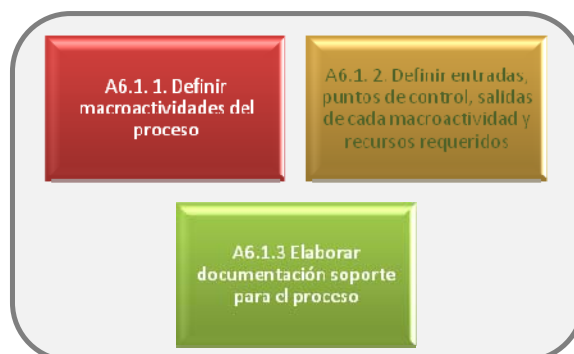 A6.1. 1. Definir
macroactividades del
proceso
A6.1. 2. Definir entradas,
puntos de control, salidas
de cada macroactividad y
recursos requeridos
A6.1.3 Elaborar
documentación soporte
para el proceso